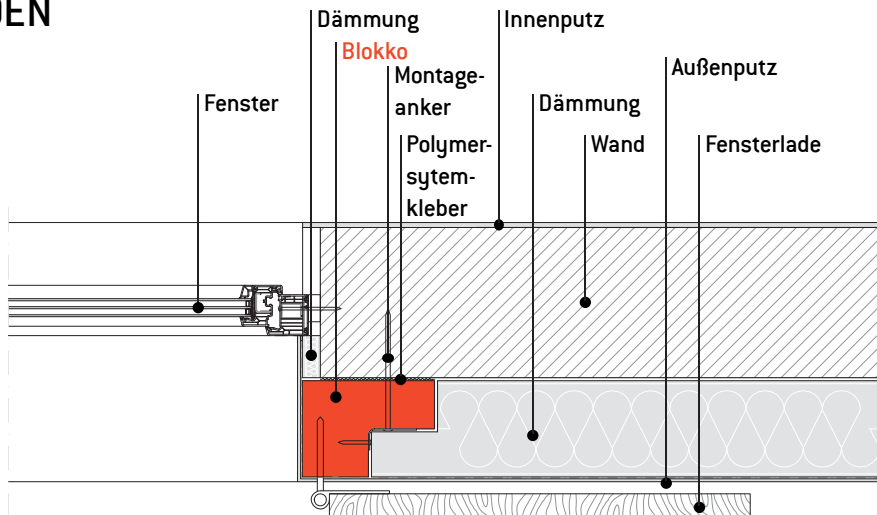 DEN
Dämmung
Innenputz
Blokko
Montage-
anker
Außenputz
Fenster
Dämmung
Polymer-
sytem-
kleber
Wand
Fensterlade